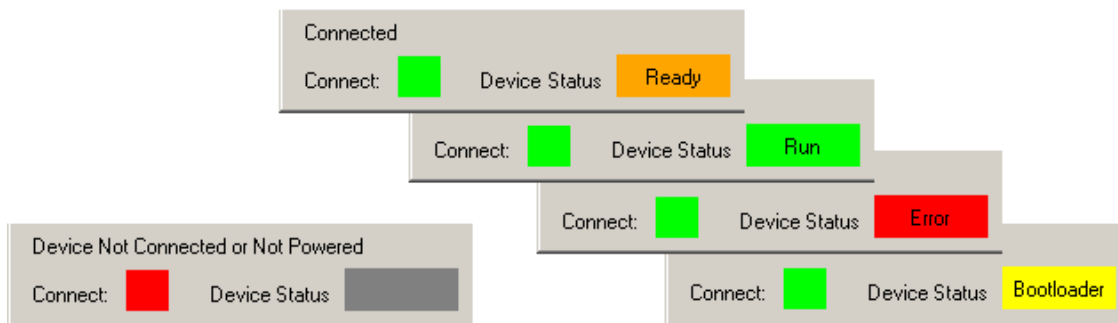 Connected
Connect: Device Status Ready
Connect: Device Status Run
Connect: Device Status Error
Device Not Connected or Not Powered
Connect: Device Status
Connect: Device Status Bootloader